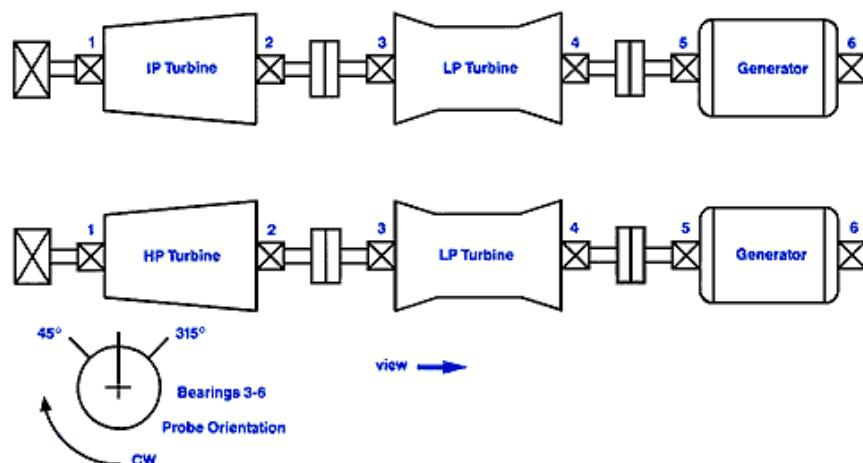 1 2 3 4 5 6
IP Turbine LP Turbine Generator
1 2 3 4 5 6
HP Turbine LP Turbine Generator
45° 315°
view
Bearings 3-6
Probe Orientation
CW